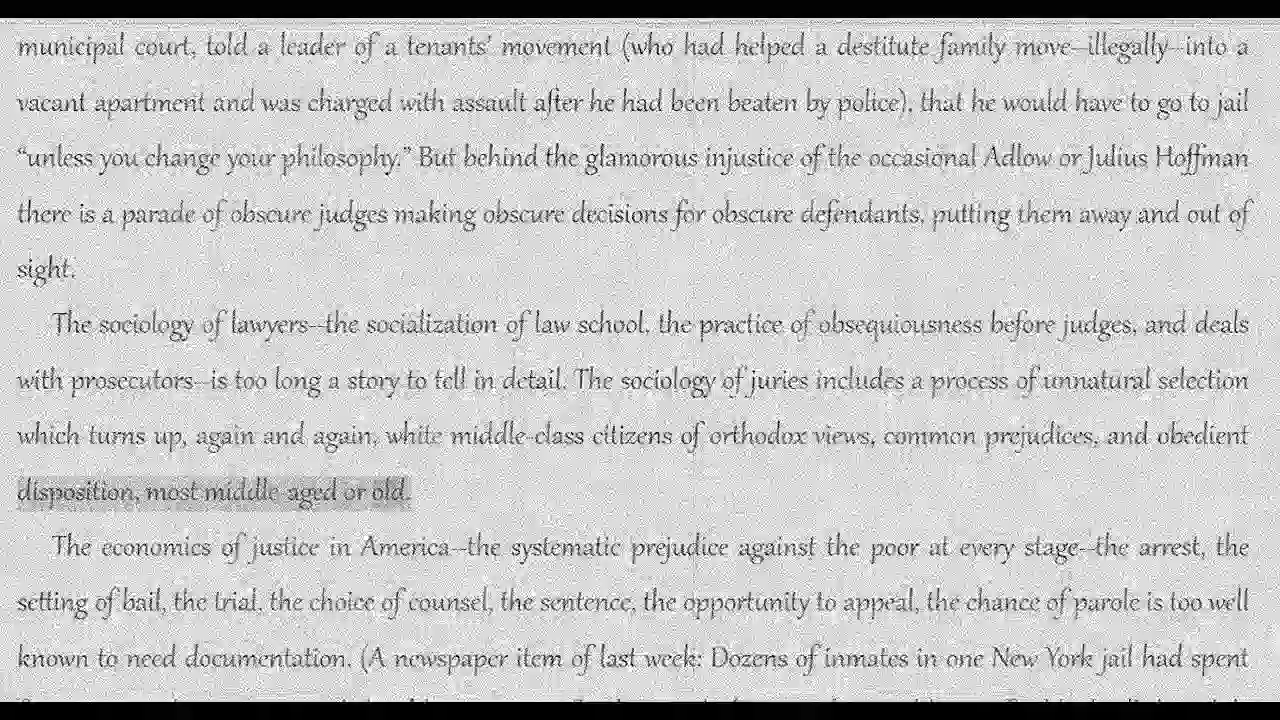 municipal court, told a leader of a tenants' movement (who had helped a destitute family move--illegally--into a
vacant apartment and was charged with assault after he had been beaten by police), that he would have to go to jail
“unless you change your philosophy.” But behind the glamorous injustice of the occasional Adlow or Julius Hoffman
there is a parade of obscure judges making obscure decisions for obscure defendants, putting them away and out of
sight.
The sociology of lawyers--the socialization of law school, the practice of obsequiousness before judges, and deals
with prosecutors--is too long a story to tell in detail. The sociology of juries includes a process of unnatural selection
which turns up, again and again, white middle-class citizens of orthodox views, common prejudices, and obedient
disposition, most middle aged or old.
The economics of justice in America--the systematic prejudice against the poor at every stage--the arrest, the
setting of bail, the trial, the choice of counsel, the sentence, the opportunity to appeal, the chance of parole is too well
known to need documentation. (A newspaper item of last week: Dozens of inmates in one New York jail had spent